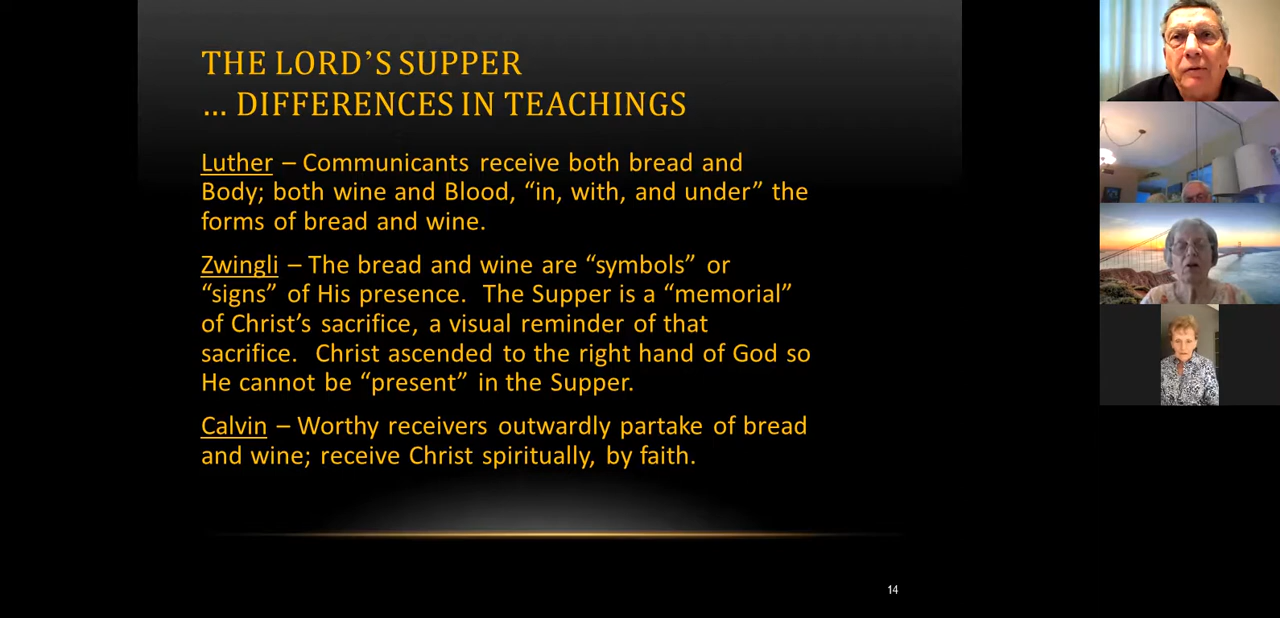 THE LORD’S SUPPER
… DIFFERENCES IN TEACHINGS
Luther – Communicants receive both bread and
Body; both wine and Blood, “in, with, and under” the
forms of bread and wine.
Zwingli – The bread and wine are “symbols” or
“signs” of His presence.  The Supper is a “memorial”
of Christ’s sacrifice, a visual reminder of that
sacrifice.  Christ ascended to the right hand of God so
He cannot be “present” in the Supper.
Calvin – Worthy receivers outwardly partake of bread
and wine; receive Christ spiritually, by faith.
14